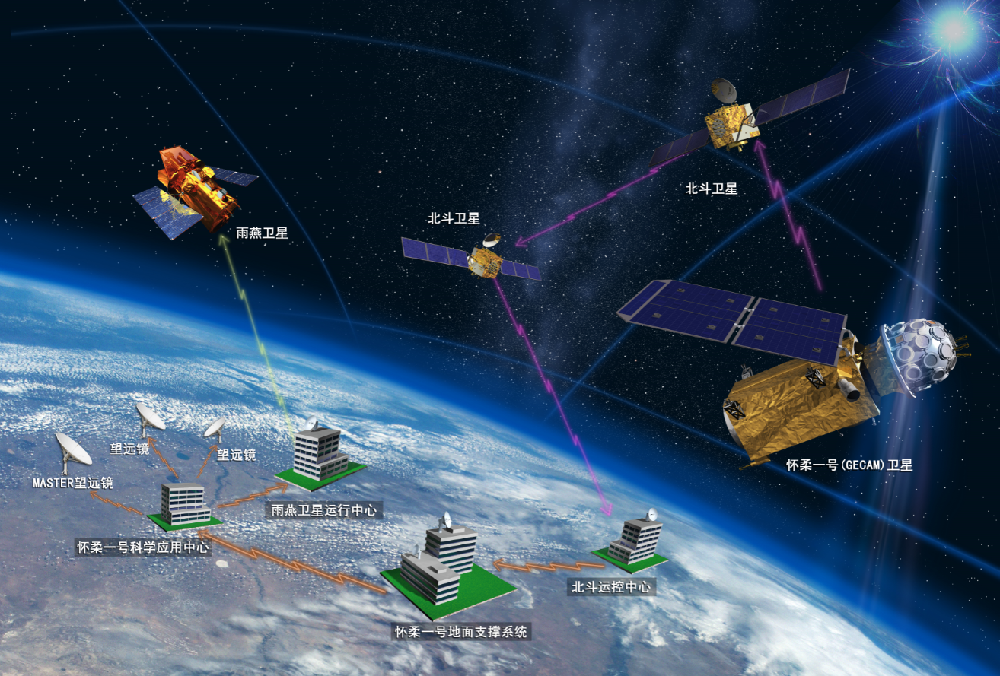 北斗卫星
北斗卫星
雨燕卫星
望远镜
望远镜
怀柔一号(GECAM)卫星
MASTER望远镜
雨燕卫星运行中心
怀柔一号科学应用中心
北斗运控中心
怀柔一号地面支撑系统